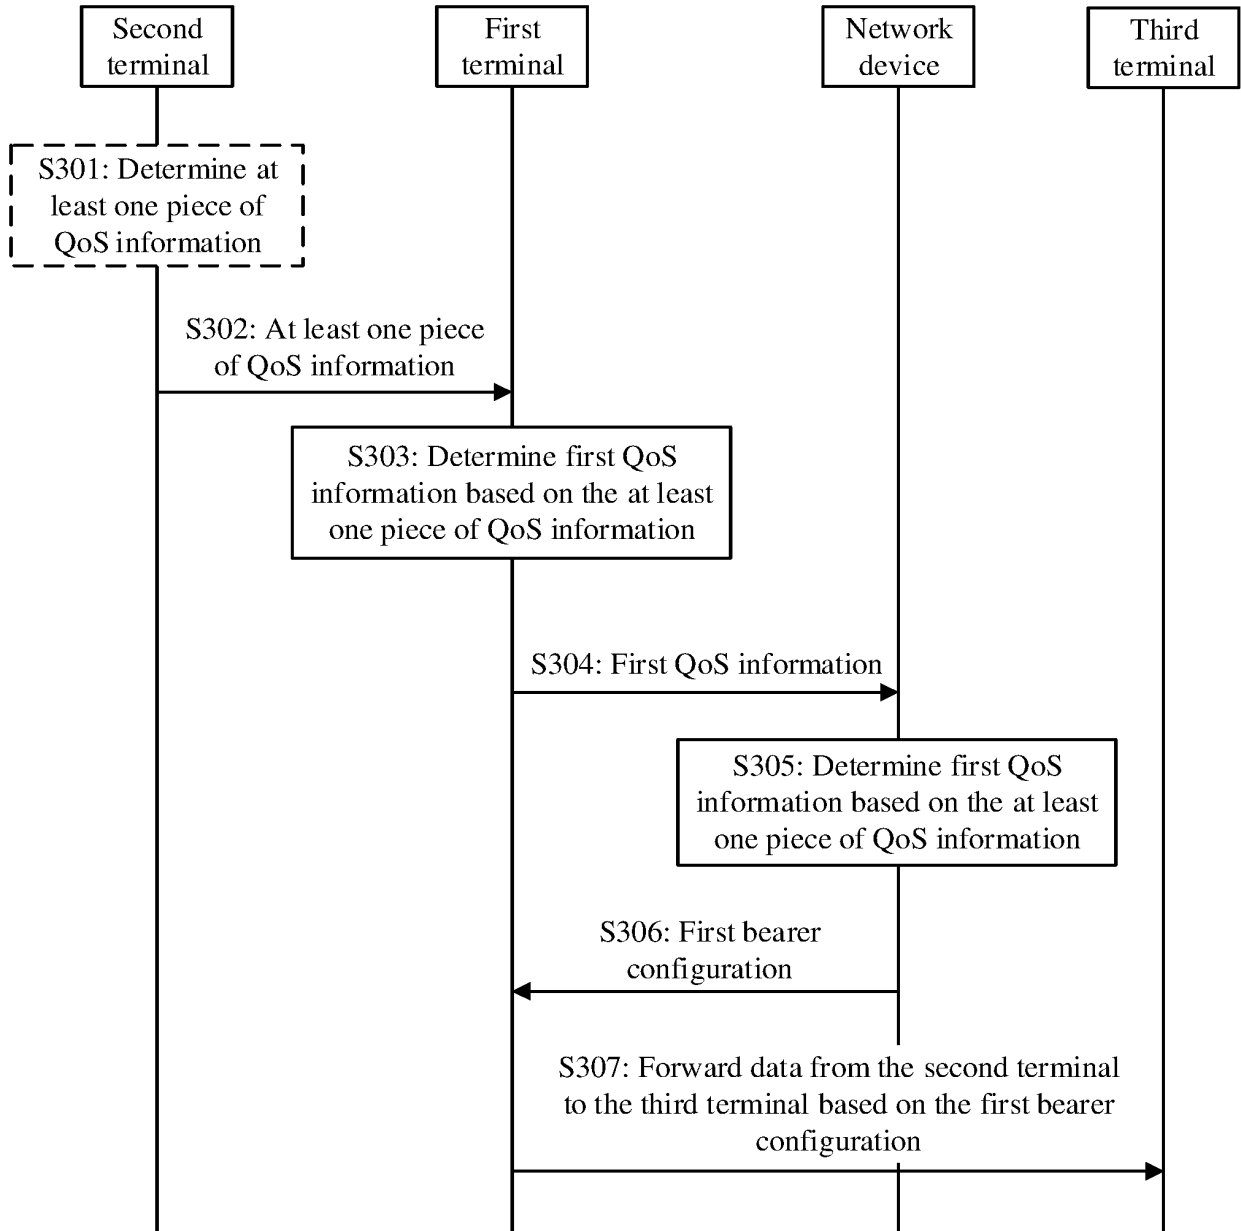 Second
terminal
First
terminal
Network
device
Third
terminal
S301: Determine at
least one piece of
QoS information
S302: At least one piece
of QoS information
S303: Determine first QoS
information based on the at least
one piece of QoS information
S304: First QoS information
S305: Determine first QoS
information based on the at least
one piece of QoS information
S306: First bearer
configuration
S307: Forward data from the second terminal
to the third terminal based on the first bearer
configuration